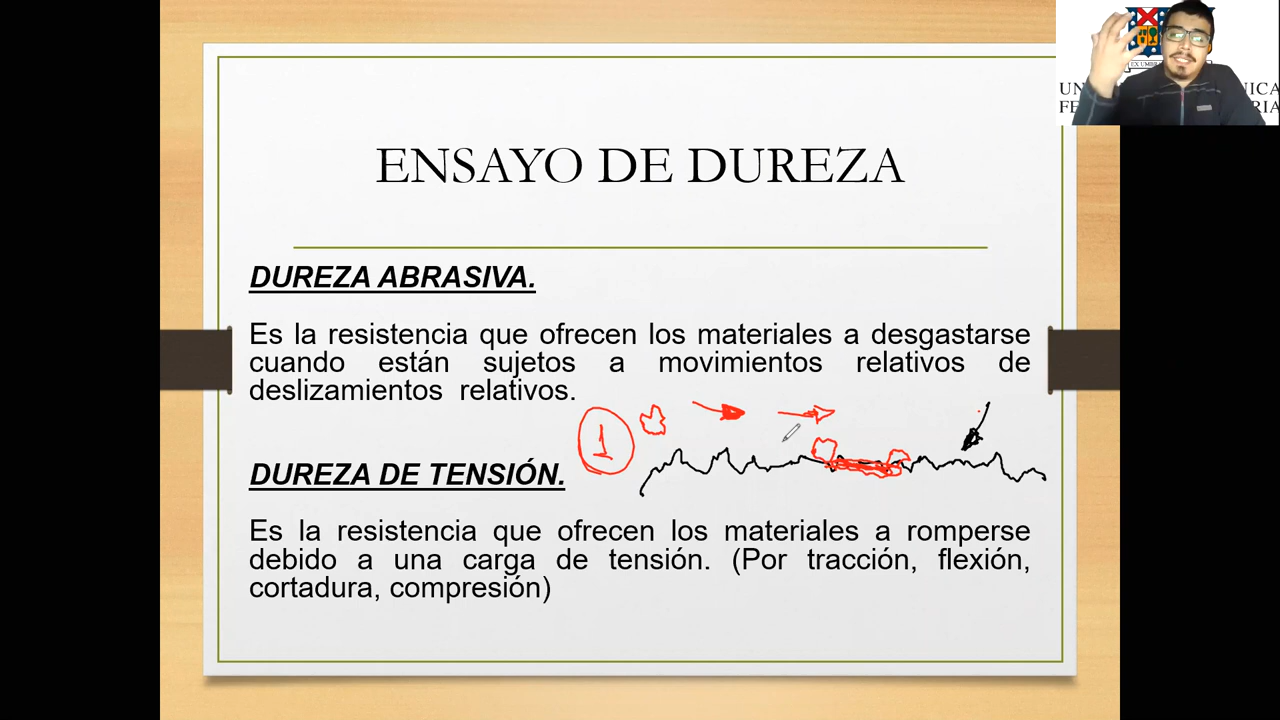 ENSAYO DE DUREZA
DUREZA ABRASIVA.
Es la resistencia que ofrecen los materiales a desgastarse
cuando están sujetos a movimientos relativos de
deslizamientos relativos.
1
DUREZA DE TENSIÓN.
Es la resistencia que ofrecen los materiales a romperse
debido a una carga de tensión. (Por tracción, flexión,
cortadura, compresión)